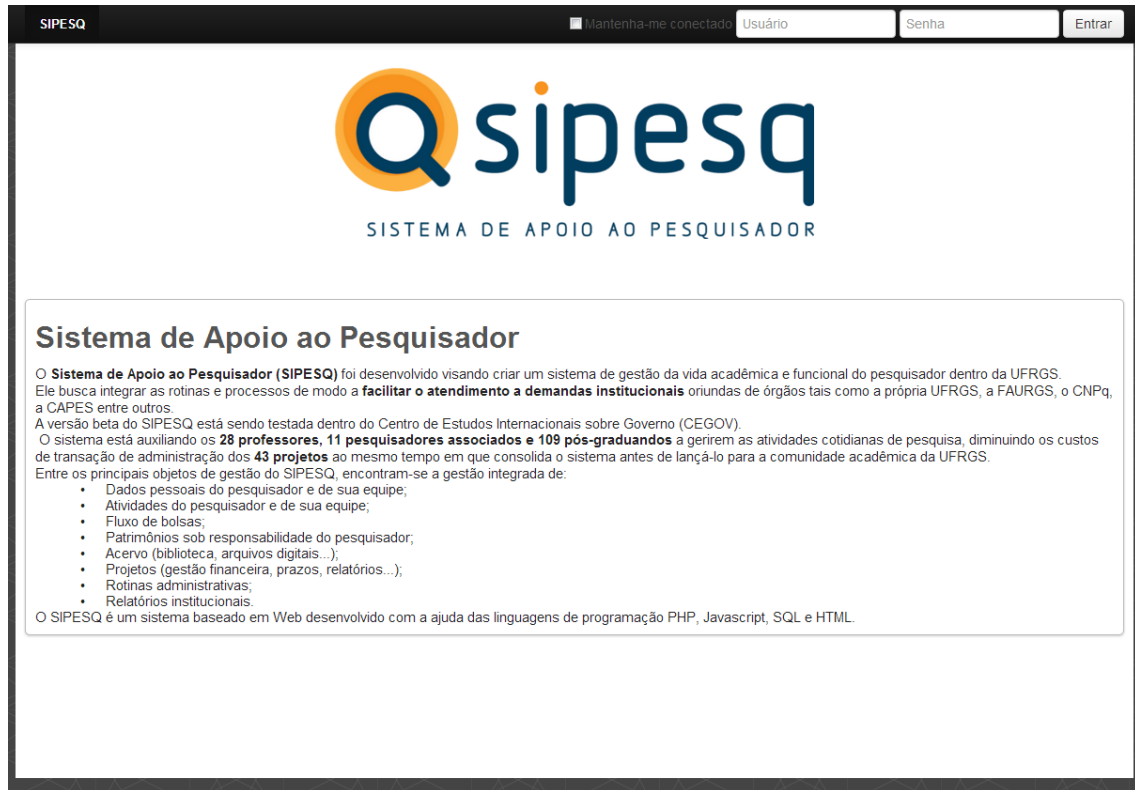 SIPESQ
Mantenha-me conectado Usuário Senha Entrar
sipesq
SISTEMA DE APOIO AO PESQUISADOR
Sistema de Apoio ao Pesquisador
O Sistema de Apoio ao Pesquisador (SIPESQ) foi desenvolvido visando criar um sistema de gestão da vida acadêmica e funcional do pesquisador dentro da UFRGS.
Ele busca integrar as rotinas e processos de modo a facilitar o atendimento a demandas institucionais oriundas de órgãos tais como a própria UFRGS, a FAURGS, o CNPq,
a CAPES entre outros.
A versão beta do SIPESQ está sendo testada dentro do Centro de Estudos Internacionais sobre Governo (CEGOV).
O sistema está auxiliando os 28 professores, 11 pesquisadores associados e 109 pós-graduandos a gerirem as atividades cotidianas de pesquisa, diminuindo os custos
de transação de administração dos 43 projetos ao mesmo tempo em que consolida o sistema antes de lançá-lo para a comunidade acadêmica da UFRGS.
Entre os principais objetos de gestão do SIPESQ, encontram-se a gestão integrada de:
• Dados pessoais do pesquisador e de sua equipe;
• Atividades do pesquisador e de sua equipe;
• Fluxo de bolsas;
• Patrimônios sob responsabilidade do pesquisador;
• Acervo (biblioteca, arquivos digitais...);
• Projetos (gestão financeira, prazos, relatórios...);
• Rotinas administrativas;
• Relatórios institucionais.
O SIPESQ é um sistema baseado em Web desenvolvido com a ajuda das linguagens de programação PHP, Javascript, SQL e HTML.